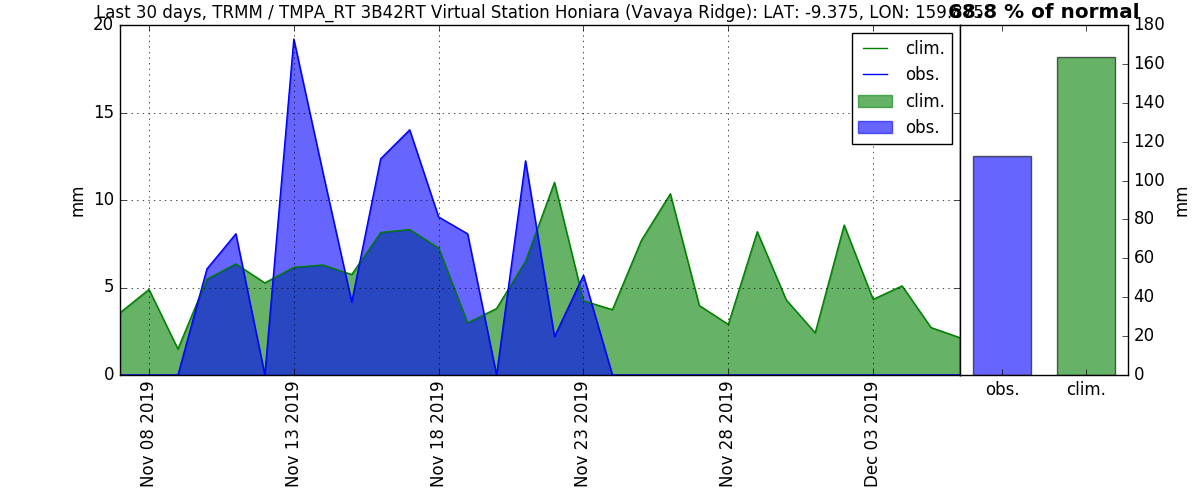 Last 30 days, TRMM / TMPA_RT 3B42RT Virtual Station Honiara (Vavaya Ridge): LAT: -9.375, LON:
68.8 % of normal
20
15
10
5
0
mm
clim.
obs.
clim.
obs.
Nov 08 2019
Nov 13 2019
Nov 18 2019
Nov 23 2019
Nov 28 2019
Dec 03 2019
180
160
140
120
100
80
60
40
20
0
mm
obs.
clim.